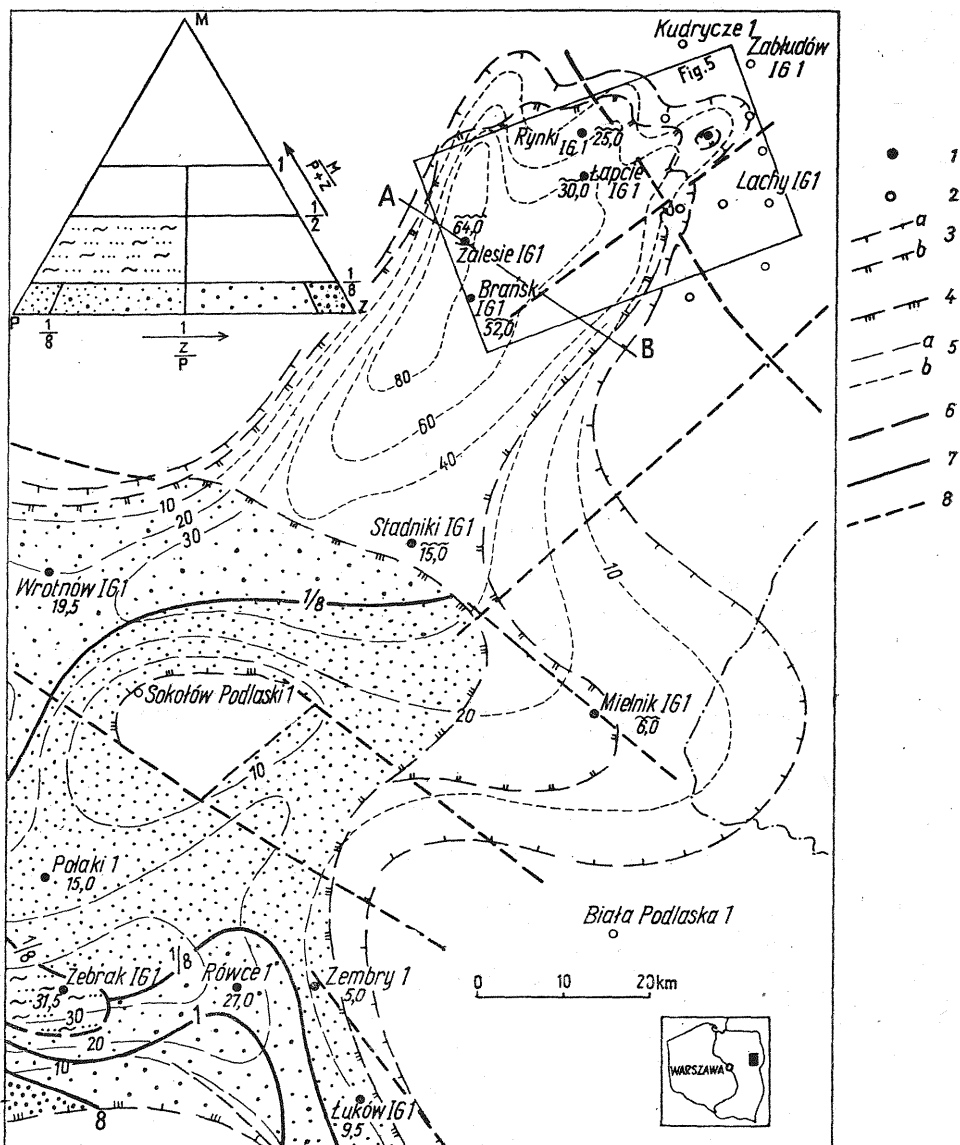 M
1
M
P+Z
1
2
1
8
P
Z
1
8
1
Z
P
Kudrycze 1
Zabłudów
IG 1
Fig.5
Rynki
IG 1
25,0
Łapcie
IG 1
30,0
Lachy IG1
A
64,0
Zalesie IG1
Brańsk
IG1
52,0
B
80
60
40
10
20
30
Stadniki IG1
15,0
10
Wrotnów IG1
19,5
1/8
Sokołów Podlaski 1
20
Mielnik IG1
6,0
10
Polaki 1
15,0
Biała Podlaska 1
1/8
Żebrak IG1
31,5
30
1/8
Rówce 1
27,0
Zembry 1
5,0
0 10 20km
1
20
10
8
Łuków IG1
9,5
WARSZAWA
1
2
a
3
b
4
a
5
b
6
7
8